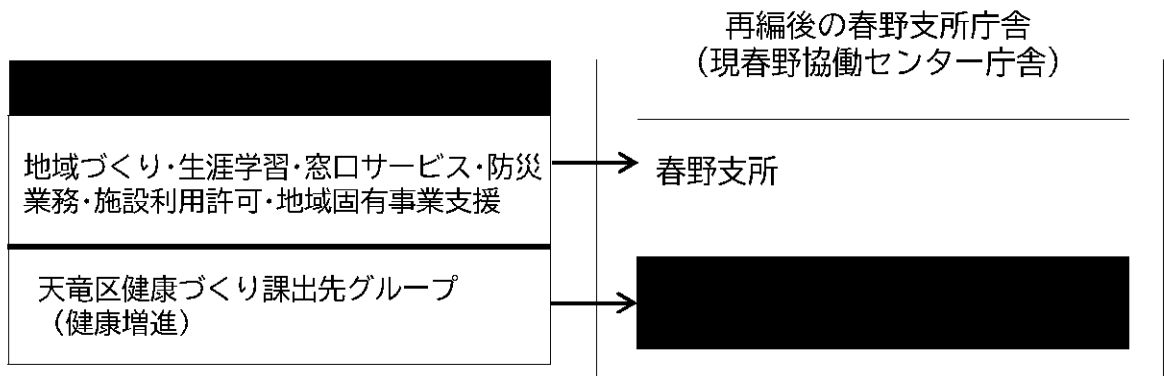 再編後の春野支所庁舎
（現春野協働センター庁舎）
地域づくり･生涯学習･窓口サービス･防災
業務･施設利用許可･地域固有事業支援
春野支所
天竜区健康づくり課出先グループ
（健康増進）